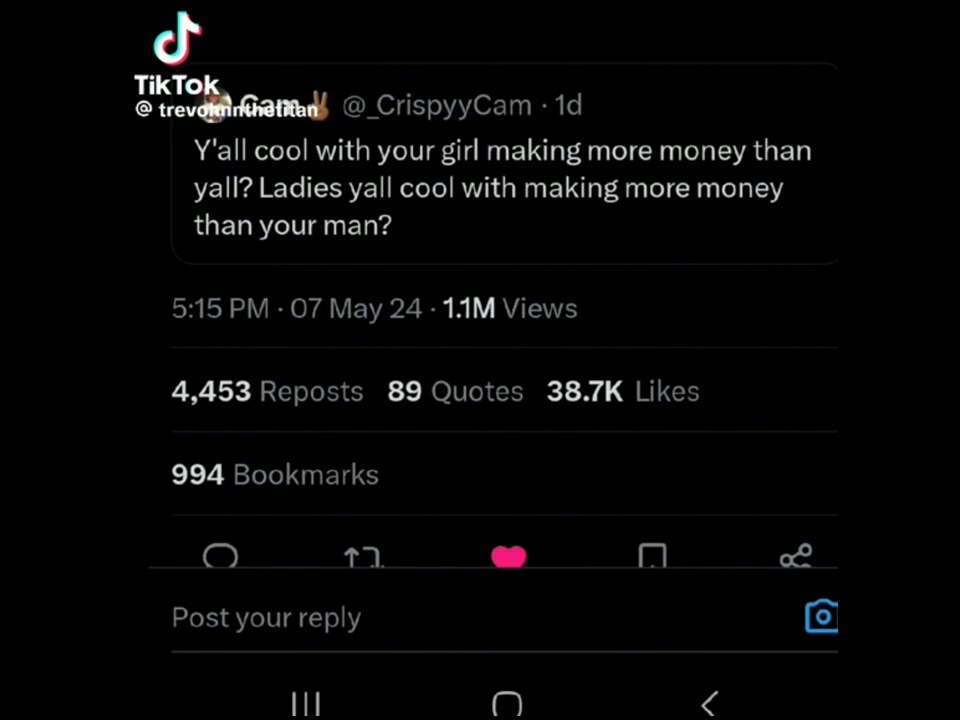 TikTok
@ trevohnnthetitan
Cam✌🏾 @_CrispyyCam · 1d
Y'all cool with your girl making more money than
yall? Ladies yall cool with making more money
than your man?
5:15 PM · 07 May 24 · 1.1M Views
4,453 Reposts 89 Quotes 38.7K Likes
994 Bookmarks
Post your reply